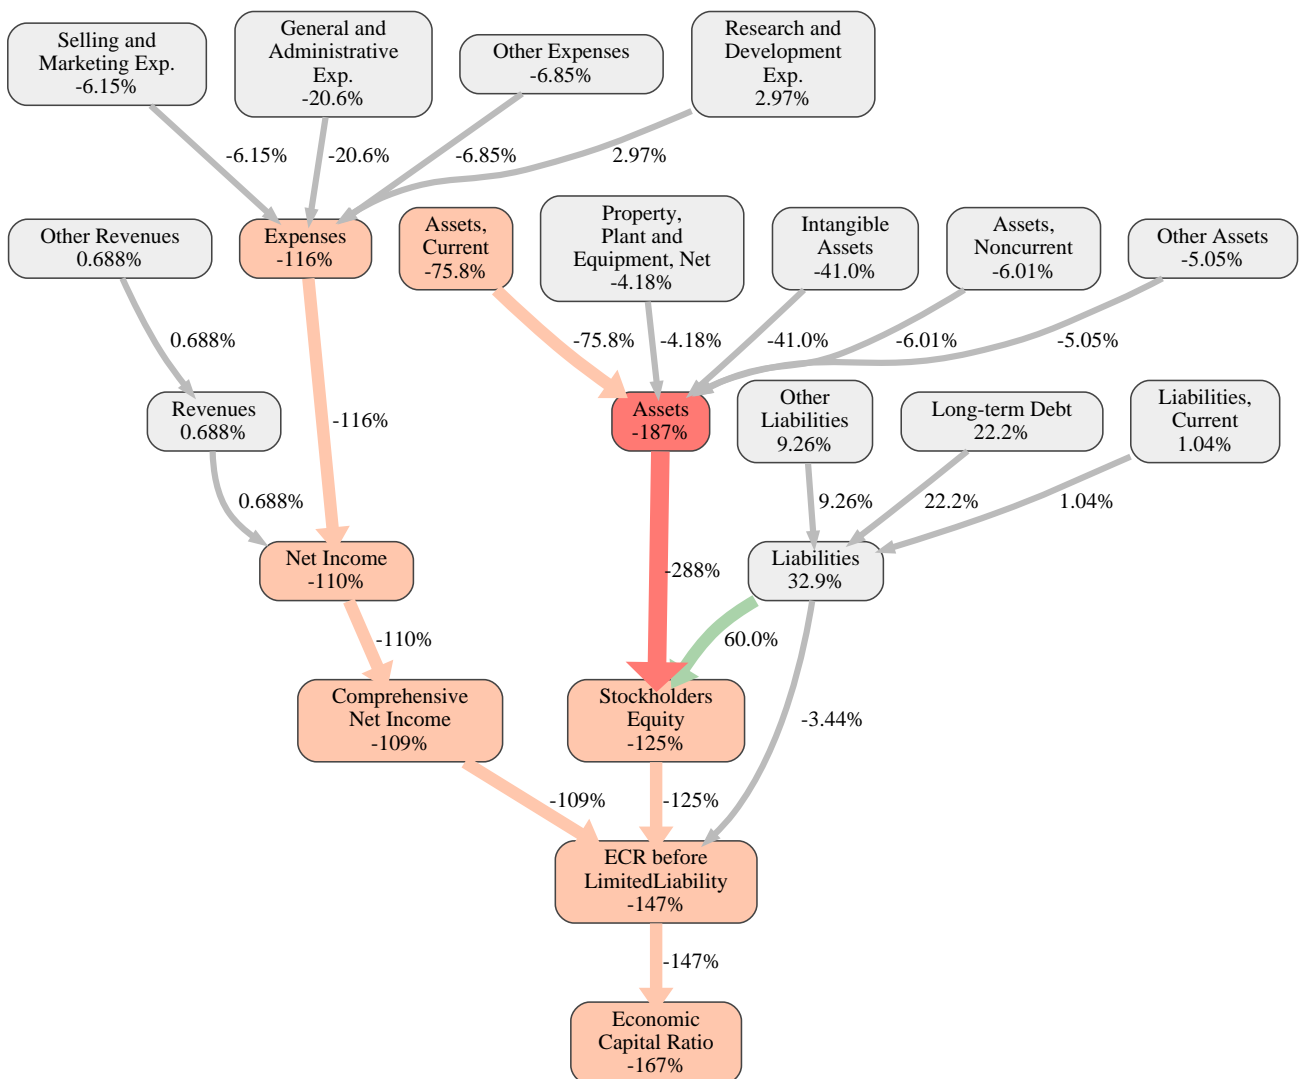 Selling and
Marketing Exp.
-6.15%
General and
Administrative
Exp.
-20.6%
Other Expenses
-6.85%
Research and
Development
Exp.
2.97%
-6.15%
-20.6%
-6.85%
2.97%
Other Revenues
0.688%
Expenses
-116%
Assets,
Current
-75.8%
Property,
Plant and
Equipment, Net
-4.18%
Intangible
Assets
-41.0%
Assets,
Noncurrent
-6.01%
Other Assets
-5.05%
0.688%
-75.8%
-4.18%
-41.0%
-6.01%
-5.05%
Revenues
0.688%
-116%
Assets
-187%
Other
Liabilities
9.26%
Long-term Debt
22.2%
Liabilities,
Current
1.04%
0.688%
9.26%
22.2%
1.04%
Net Income
-110%
-288%
Liabilities
32.9%
-110%
60.0%
Comprehensive
Net Income
-109%
Stockholders
Equity
-125%
-3.44%
-109%
-125%
ECR before
LimitedLiability
-147%
-147%
Economic
Capital Ratio
-167%